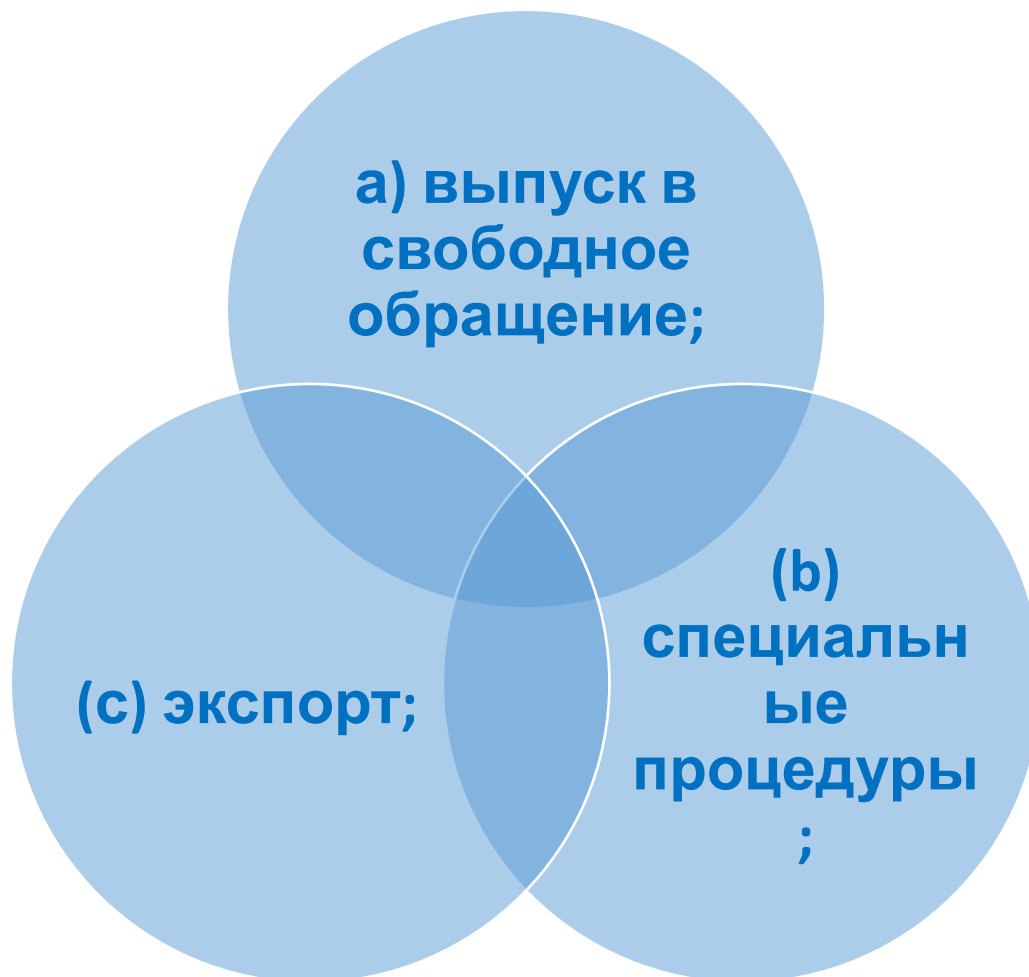 а) выпуск в
свободное
обращение;
(b)
специальн
ые
процедуры
;
(c) экспорт;